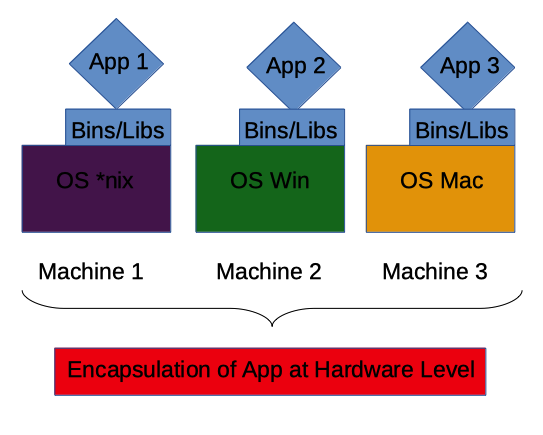 App 1
App 2
App 3
Bins/Libs
Bins/Libs
Bins/Libs
OS *nix
OS Win
OS Mac
Machine 1
Machine 2
Machine 3
Encapsulation of App at Hardware Level